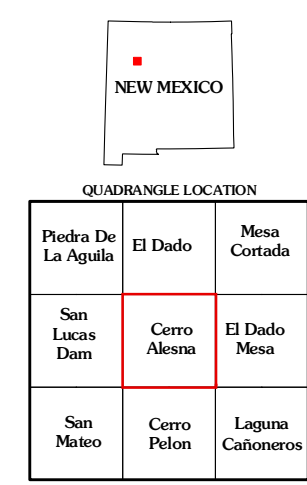 NEW MEXICO
QUADRANGLE LOCATION
Piedra De
La Aguila
El Dado
Mesa
Cortada
San
Lucas
Dam
Cerro
Alesna
El Dado
Mesa
San
Mateo
Cerro
Pelon
Laguna
Cañoneros